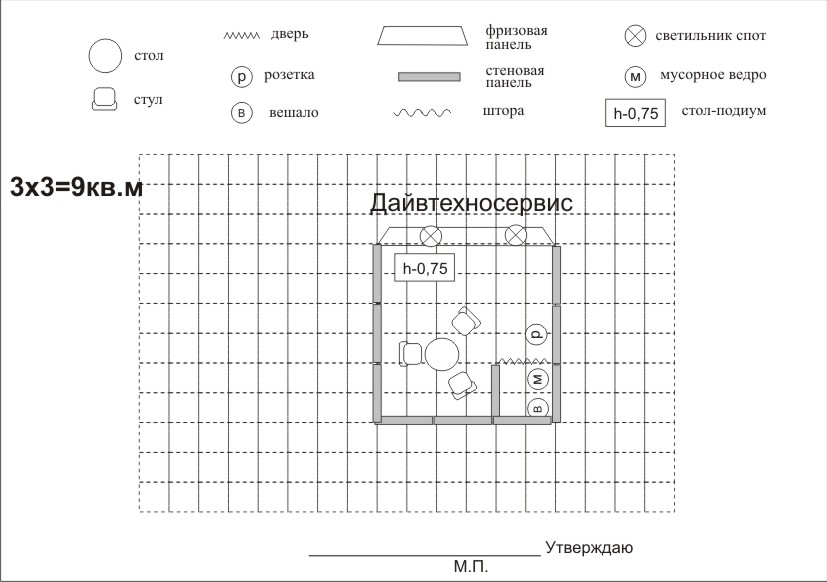 стол
стул
дверь
р розетка
в вешало
фризовая
панель
стеновая
панель
штора
светильник спот
м мусорное ведро
h-0,75 стол-подиум
3х3=9кв.м
Дайвтехносервис
h-0,75
р
м
в
Утверждаю
М.П.